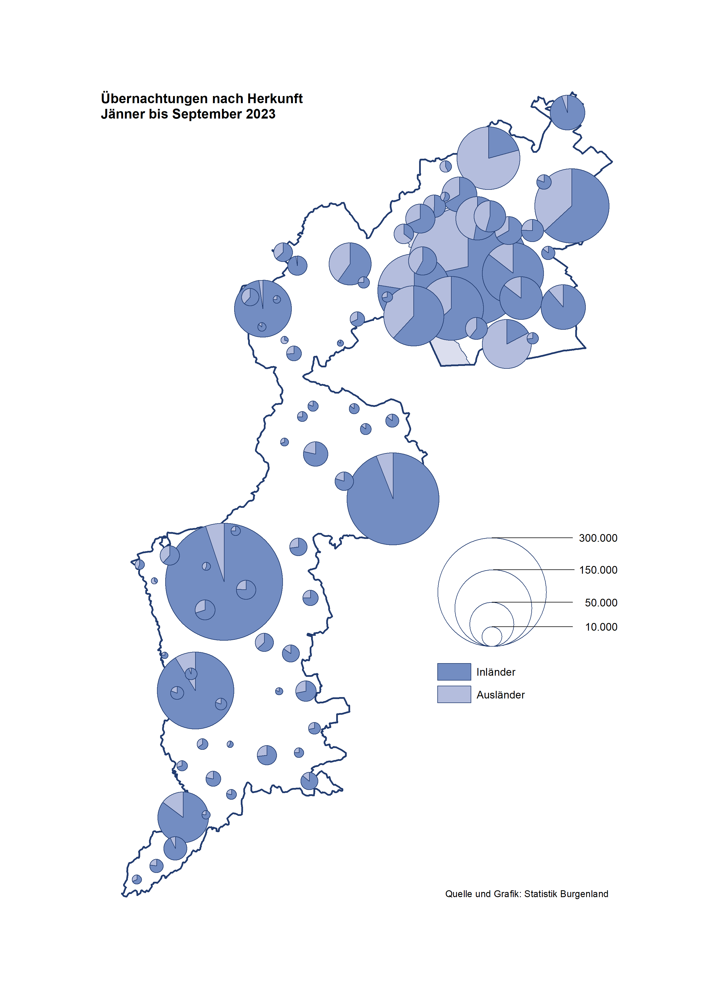 Übernachtungen nach Herkunft
Jänner bis September 2023
300.000
150.000
50.000
10.000
Inländer
Ausländer
Quelle und Grafik: Statistik Burgenland